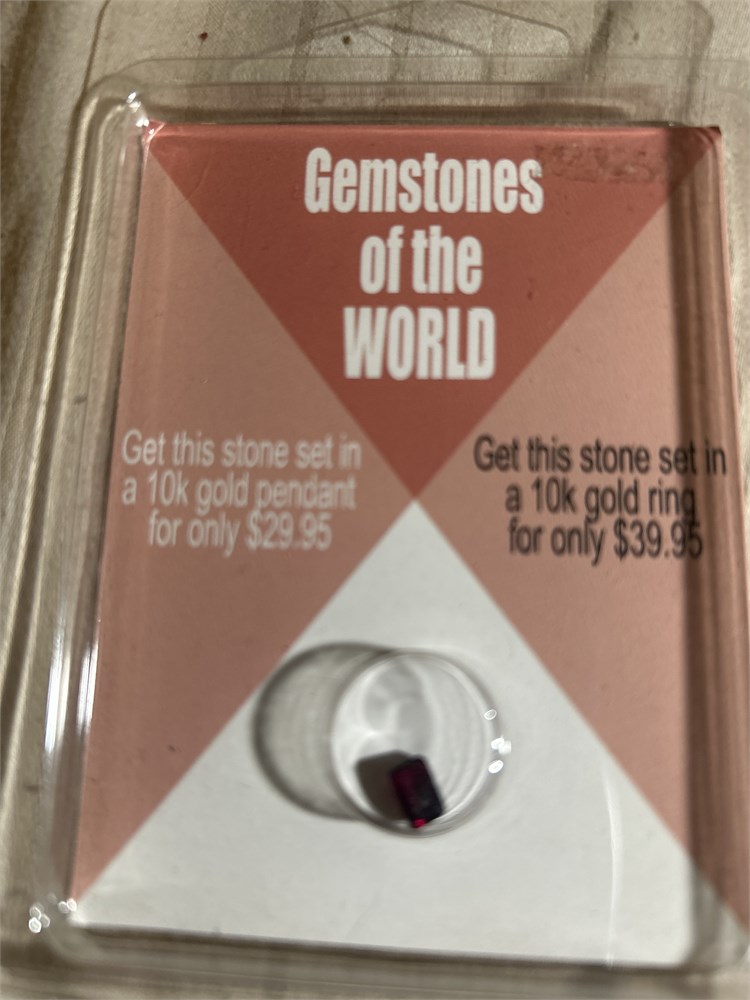 Gemstones
of the
WORLD
Get this stone set in
a 10k gold pendant
for only $29.95
Get this stone set in
a 10k gold ring
for only $39.95